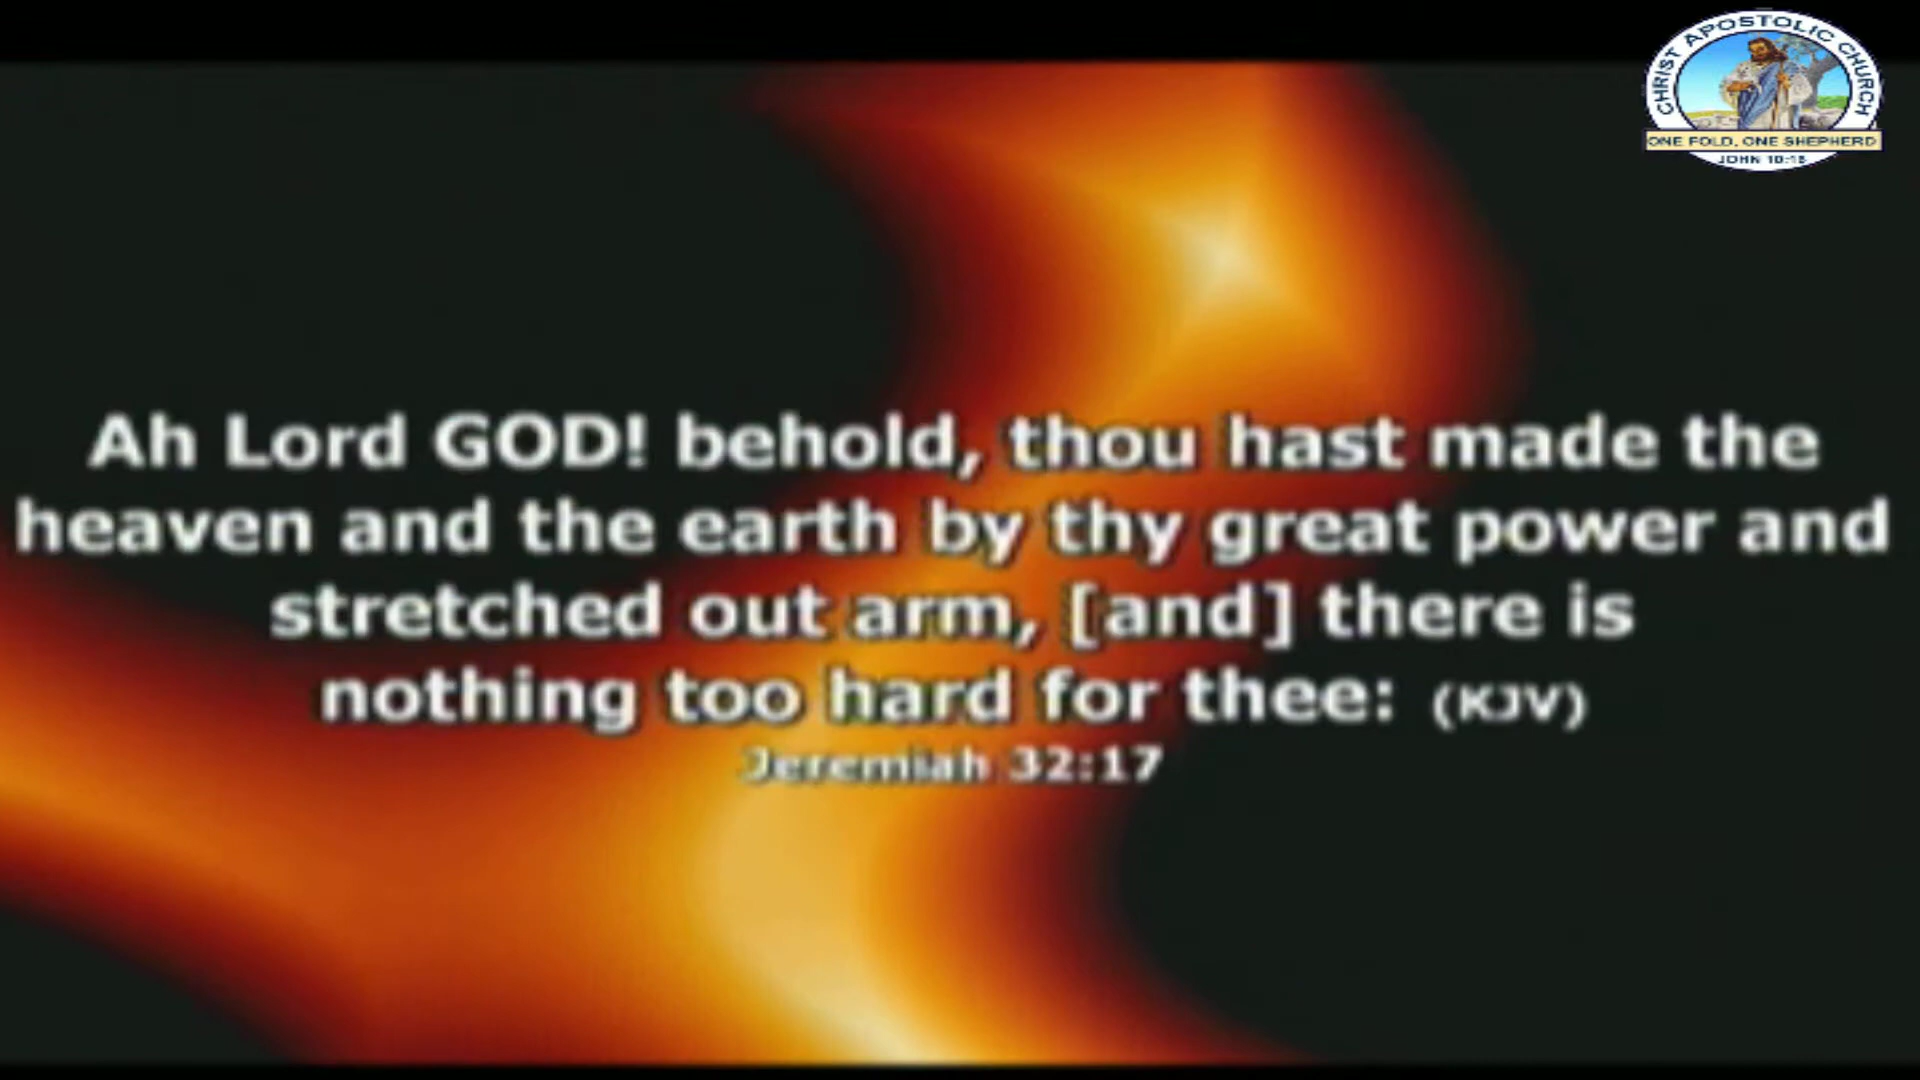 CHRIST APOSTOLIC CHURCH
ONE FOLD, ONE SHEPHERD
JOHN 10:16
Ah Lord GOD! behold, thou hast made the
heaven and the earth by thy great power and
stretched out arm, [and] there is
nothing too hard for thee: (KJV)
Jeremiah 32:17